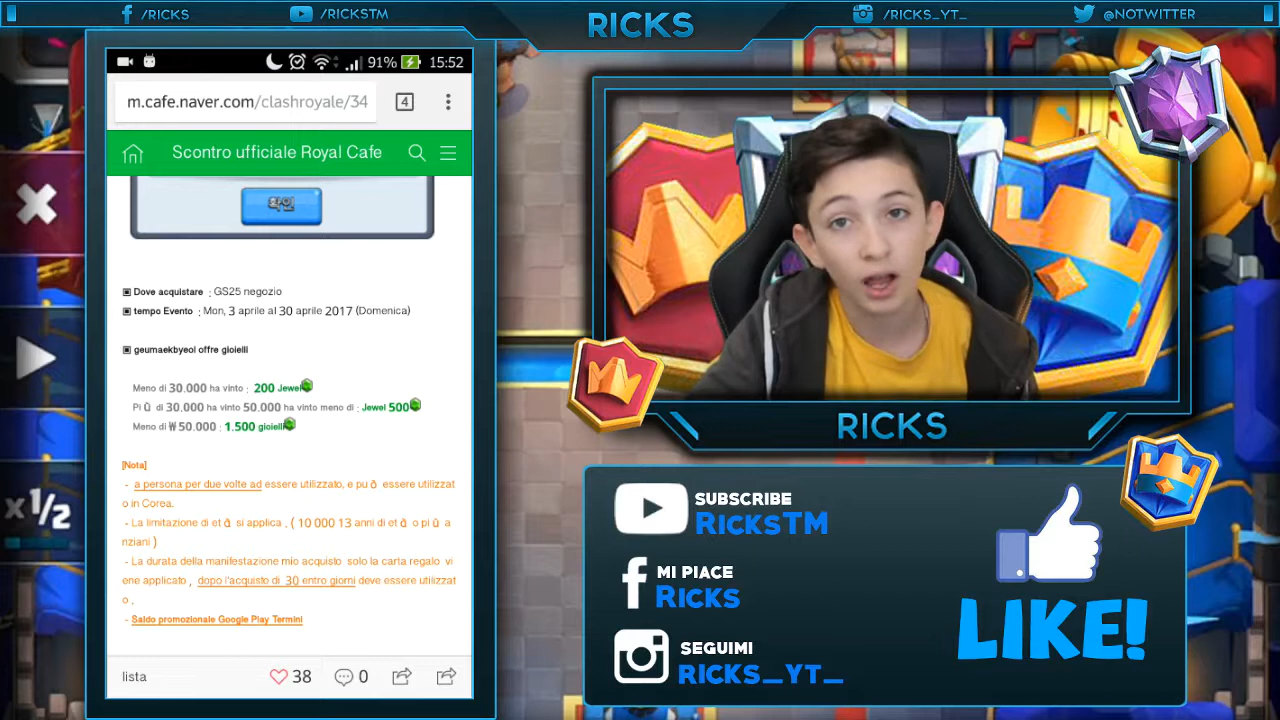 /RICKS
/RICKSTM
RICKS
/RICKS_YT_
@NOTWITTER
91%
15:52
m.cafe.naver.com/clashroyale/34
4
Scontro ufficiale Royal Cafe
확인
▣ Dove acquistare : GS25 negozio
▣ tempo Evento : Mon, 3 aprile al 30 aprile 2017 (Domenica)
▣ geumaekbyeol offre gioielli
Meno di 30.000 ha vinto : 200 Jewel
Pi ù di 30.000 ha vinto 50.000 ha vinto meno di : Jewel 500
Meno di ₩ 50.000 : 1.500 gioielli
[Nota]
- a persona per due volte ad essere utilizzato, e pu ò essere utilizzat
o in Corea.
- La limitazione di et à si applica . ( 10 000 13 anni di et à o pi ù a
nziani )
- La durata della manifestazione mio acquisto solo la carta regalo vi
ene applicato , dopo l'acquisto di 30 entro giorni deve essere utilizzat
o .
- Saldo promozionale Google Play Termini
lista
38
0
x1/2
RICKS
SUBSCRIBE
RICKSTM
MI PIACE
RICKS
SEGUIMI
RICKS_YT_
LIKE!